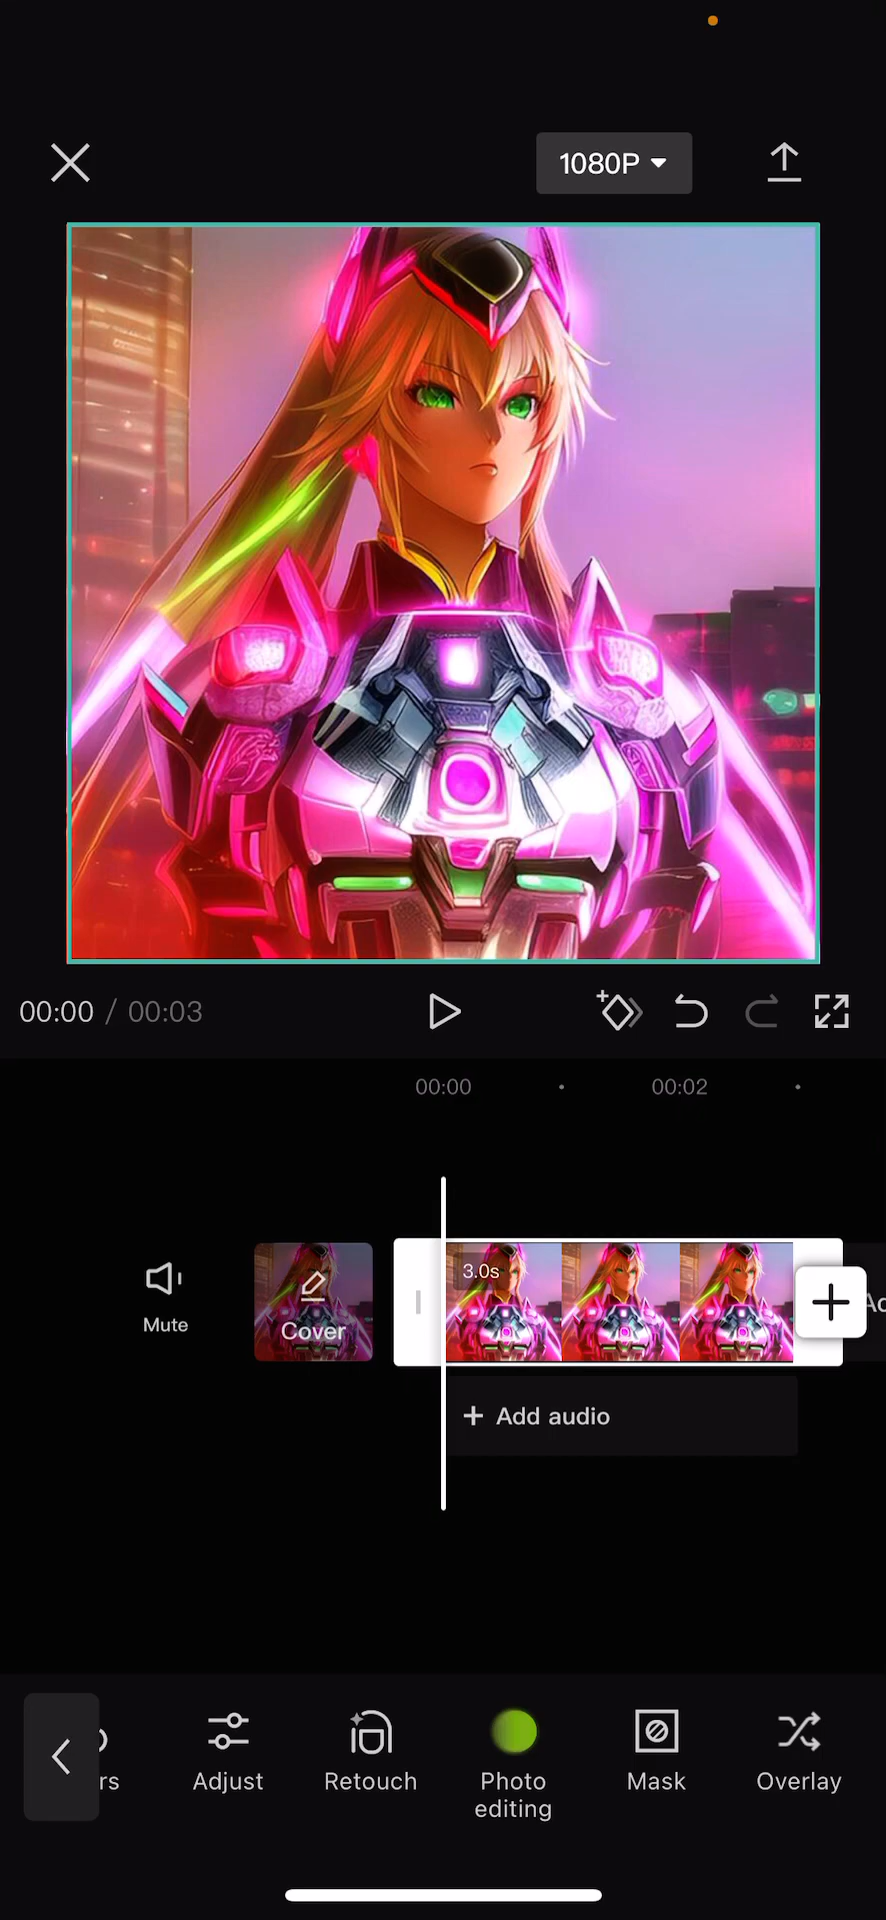 1080P
00:00 / 00:03
00:00
00:02
3.0s
Mute
Cover
+ Add audio
rs
Adjust
Retouch
Photo
editing
Mask
Overlay